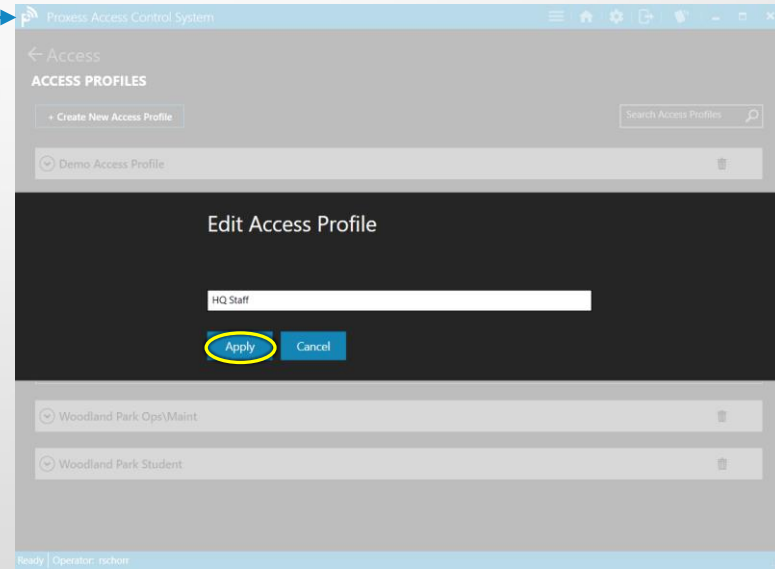 Proxess Access Control System
Access
ACCESS PROFILES
+ Create New Access Profile
Search Access Profiles
Demo Access Profile
Edit Access Profile
HQ Staff
Apply Cancel
Woodland Park Ops\Maint
Woodland Park Student
Ready | Operator: rschorr